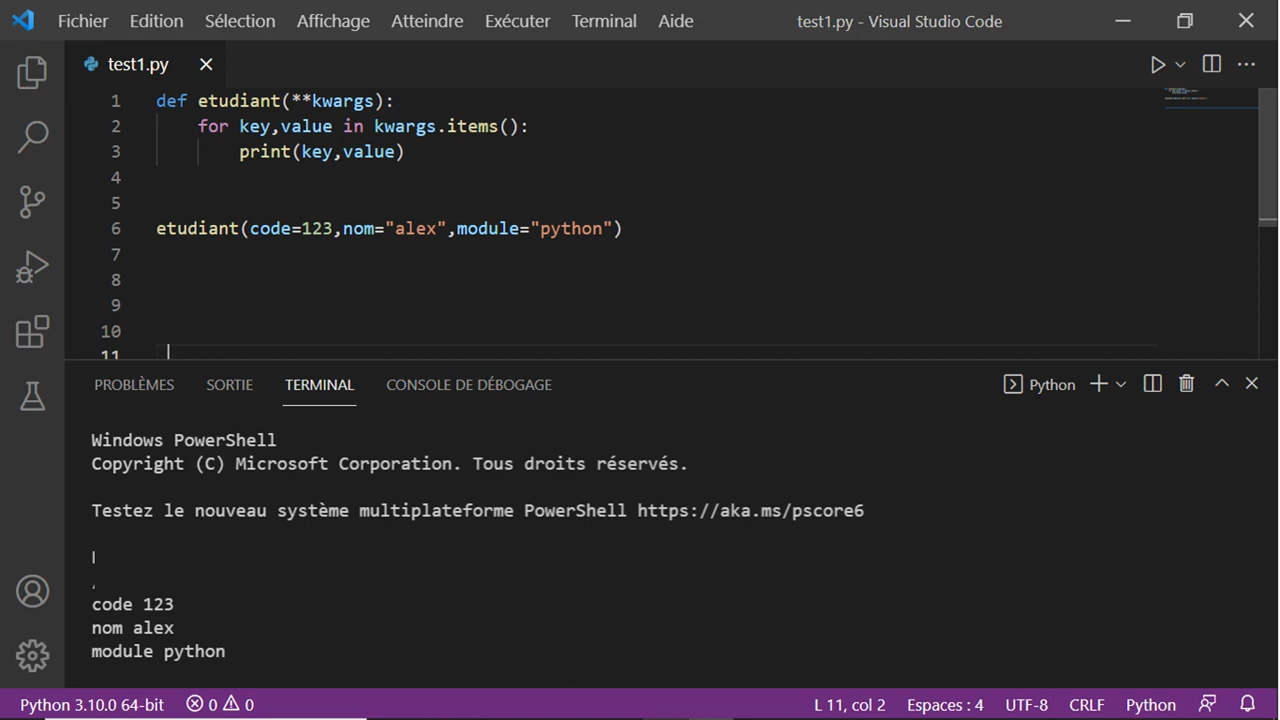 Fichier Edition Sélection Affichage Atteindre Exécuter Terminal Aide test1.py - Visual Studio Code
test1.py
1 def etudiant(**kwargs):
2 for key,value in kwargs.items():
3 print(key,value)
4
5
6 etudiant(code=123,nom="alex",module="python")
7
8
9
10
11
PROBLÈMES SORTIE TERMINAL CONSOLE DE DÉBOGAGE Python
Windows PowerShell
Copyright (C) Microsoft Corporation. Tous droits réservés.
Testez le nouveau système multiplateforme PowerShell https://aka.ms/pscore6
code 123
nom alex
module python
Python 3.10.0 64-bit 0 0 L 11, col 2 Espaces : 4 UTF-8 CRLF Python